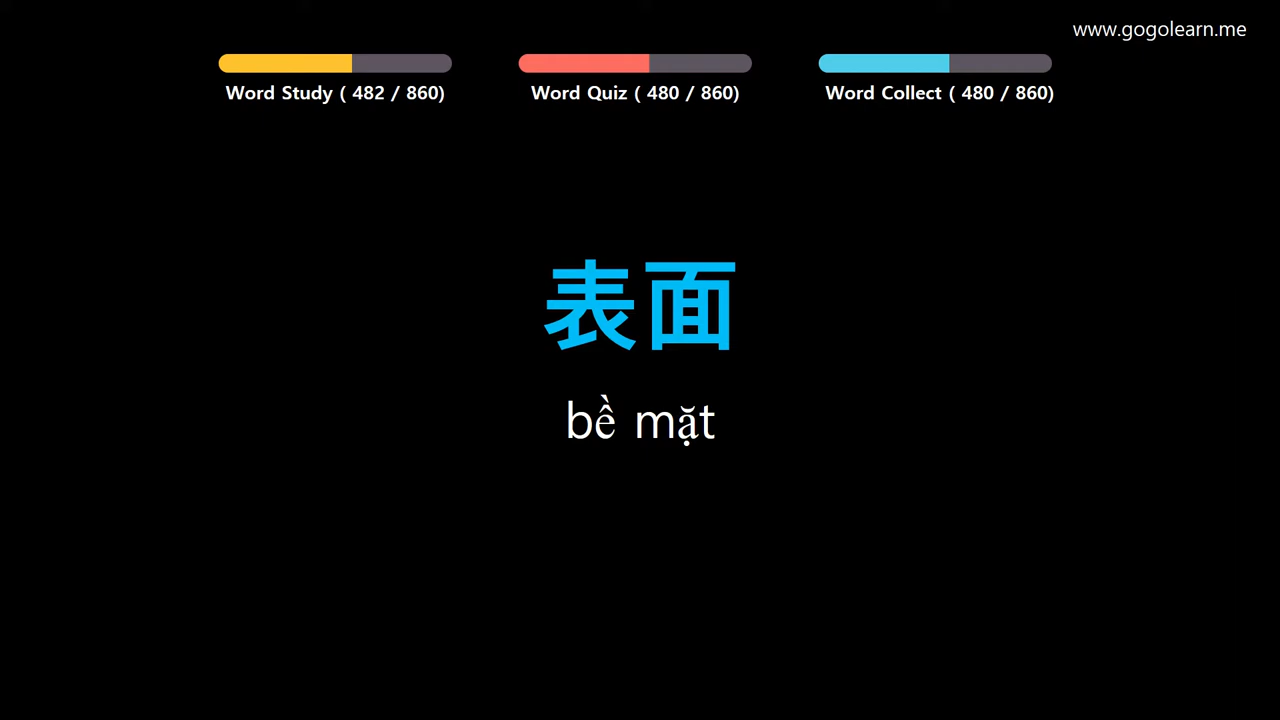 www.gogolearn.me
Word Study ( 482 / 860)
Word Quiz ( 480 / 860)
Word Collect ( 480 / 860)
表面
bề mặt